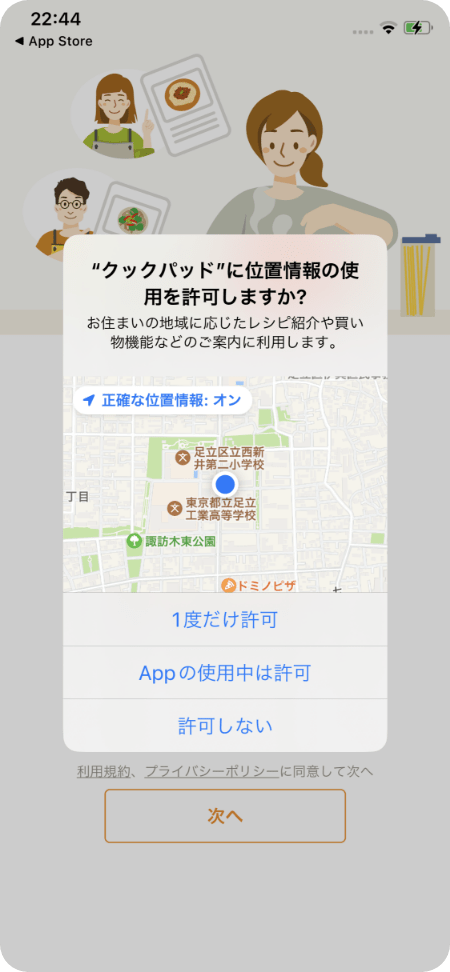 22:44
◀ App Store
“クックパッド”に位置情報の使
用を許可しますか?
お住まいの地域に応じたレシピ紹介や買い
物機能などのご案内に利用します。
正確な位置情報: オン
足立区立西新
井第二小学校
丁目
東京都立足立
工業高等学校
諏訪木東公園
ドミノピザ
1度だけ許可
Appの使用中は許可
許可しない
利用規約、プライバシーポリシーに同意して次へ
次へ